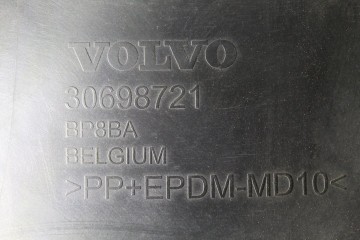 VOLVO
30698721
BP8BA
BELGIUM
>PP+EPDM-MD10<